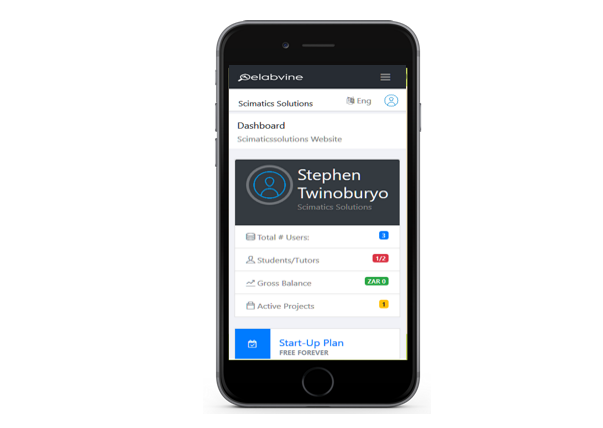 elabvine
Scimatics Solutions
Eng
Dashboard
Scimaticssolutions Website
Stephen
Twinoburyo
Scimatics Solutions
Total # Users: 3
Students/Tutors 1/2
Gross Balance ZAR 0
Active Projects 1
Start-Up Plan
FREE FOREVER